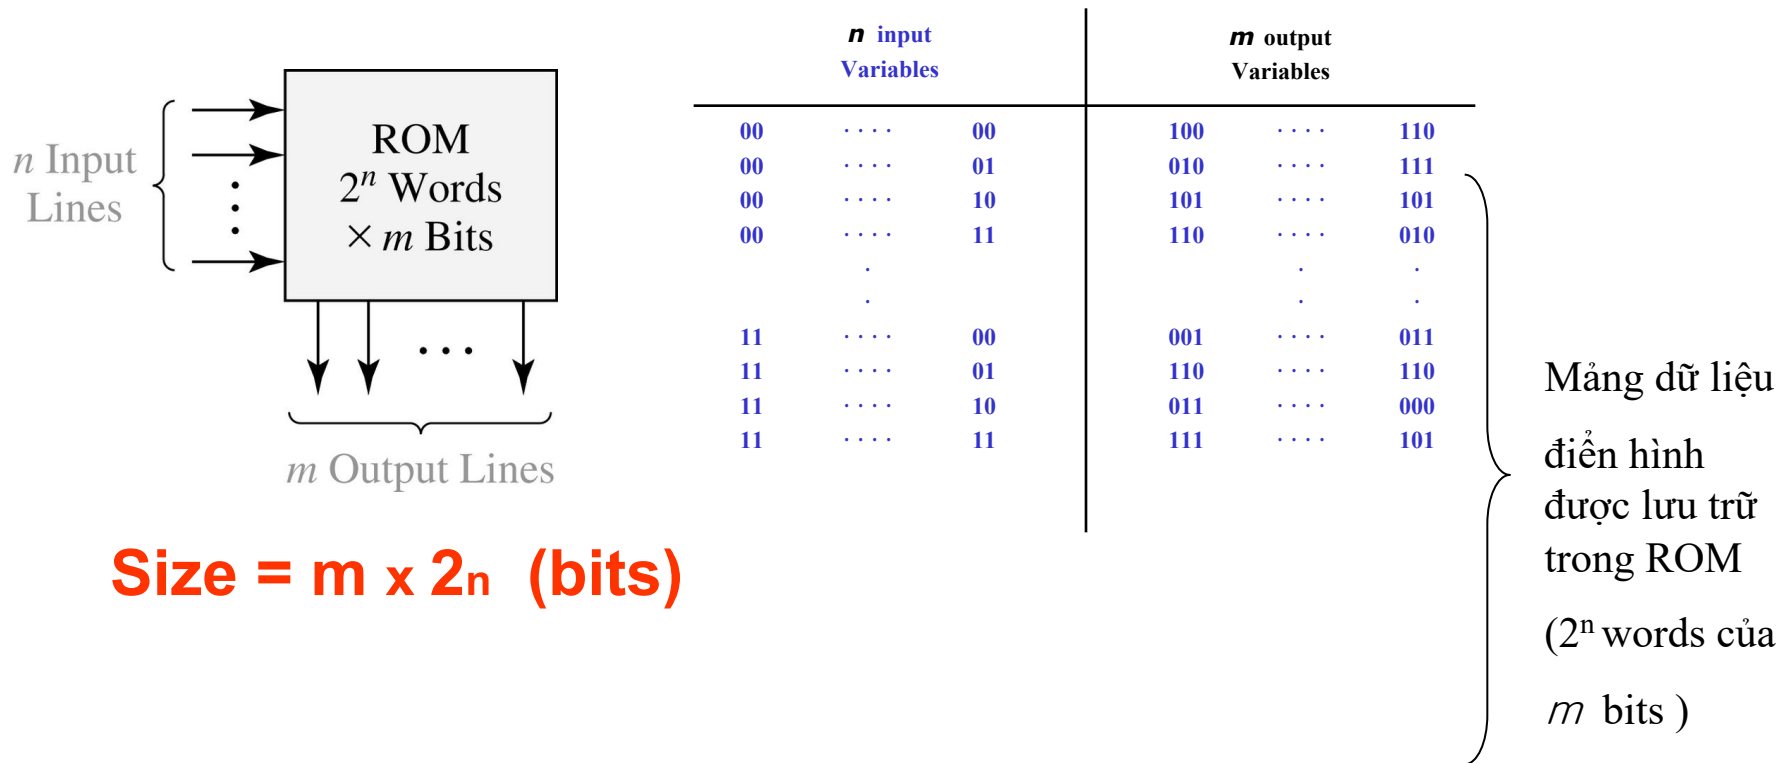 n Input
Lines
ROM
2ⁿ Words
× m Bits
m Output Lines
Size = m x 2n (bits)
n input
Variables
m output
Variables
00 · · · · 00 100 · · · · 110
00 · · · · 01 010 · · · · 111
00 · · · · 10 101 · · · · 101
00 · · · · 11 110 · · · · 010
· · ·
· · ·
11 · · · · 00 001 · · · · 011
11 · · · · 01 110 · · · · 110
11 · · · · 10 011 · · · · 000
11 · · · · 11 111 · · · · 101
Mảng dữ liệu
điển hình
được lưu trữ
trong ROM
(2ⁿ words của
m bits )